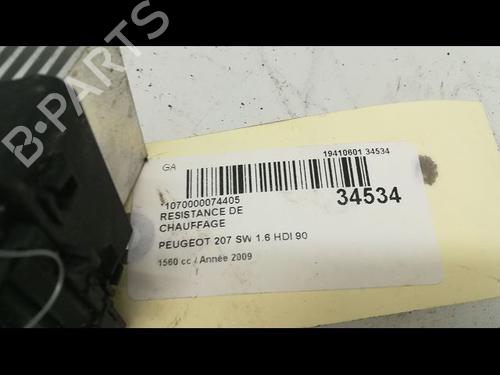 B-PARTS
GA
19410601 34534
*1070000074405
34534
RESISTANCE DE
CHAUFFAGE
PEUGEOT 207 SW 1.6 HDI 90
1560 cc / Année 2009